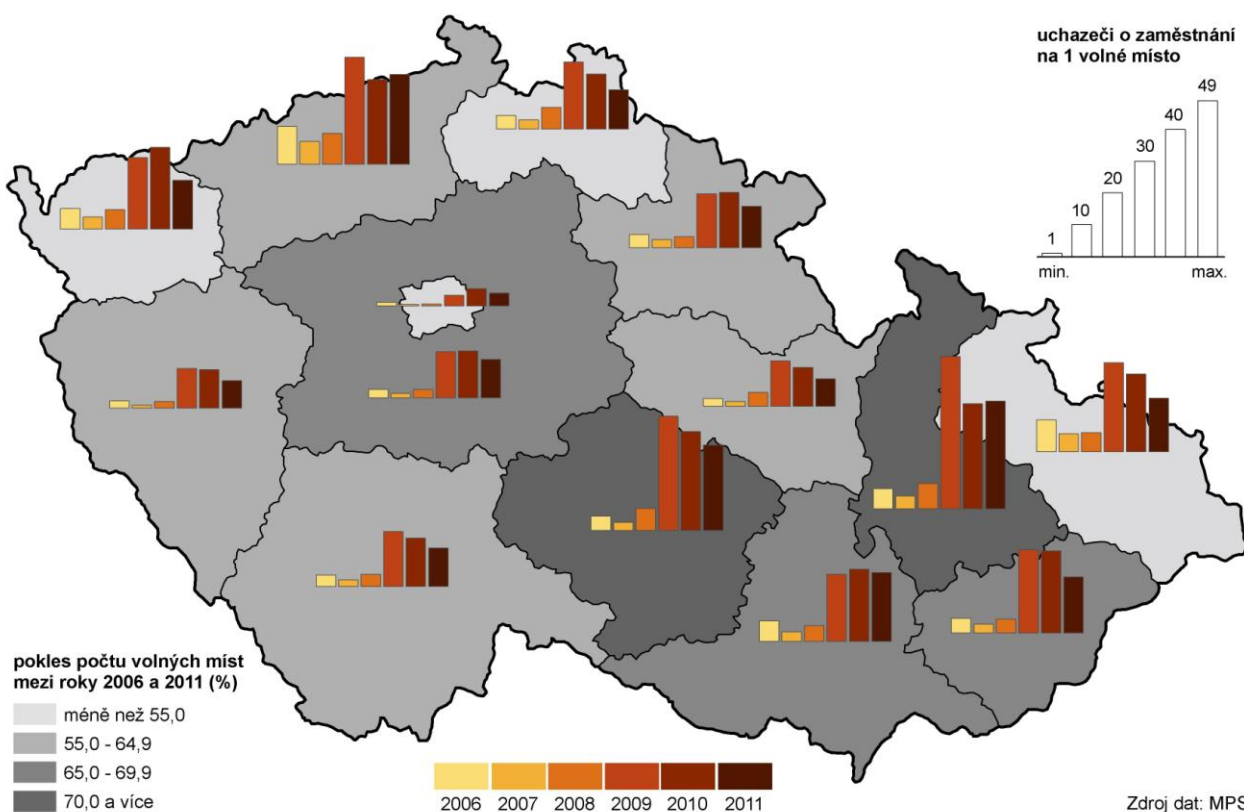 uchazeči o zaměstnání
na 1 volné místo
49
40
30
20
10
1
min.
max.
pokles počtu volných míst
mezi roky 2006 a 2011 (%)
méně než 55,0
55,0 - 64,9
65,0 - 69,9
70,0 a více
2006 2007 2008 2009 2010 2011
Zdroj dat: MPS